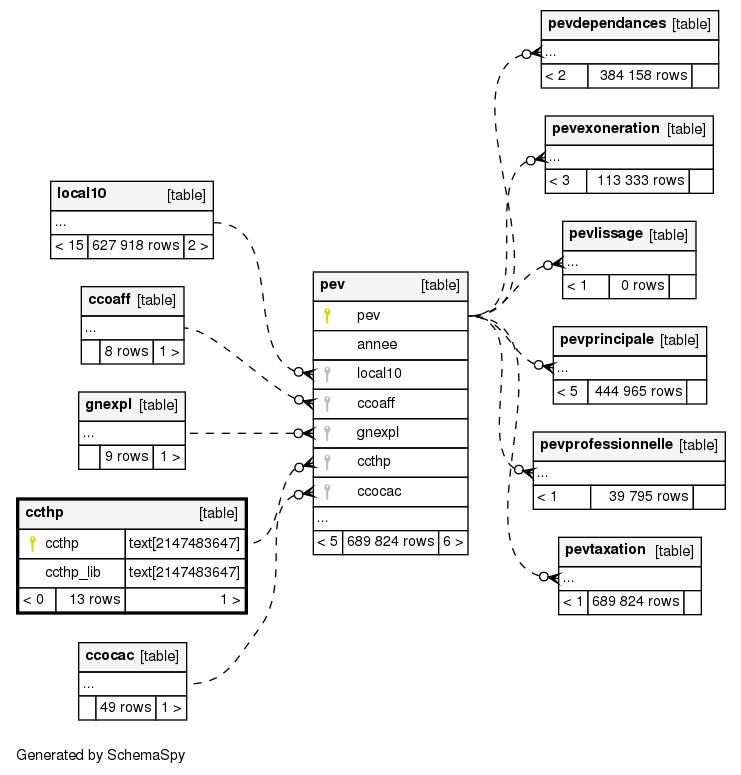 pevdependances [table]
...
< 2 384 158 rows
pevexoneration [table]
...
< 3 113 333 rows
local10 [table]
...
< 15 627 918 rows 2 >
pevlissage [table]
...
< 1 0 rows
ccoaff [table]
...
8 rows 1 >
pev [table]
pev
annee
local10
ccoaff
gnexpl
ccthp
ccocac
...
< 5 689 824 rows 6 >
pevprincipale [table]
...
< 5 444 965 rows
gnexpl [table]
...
9 rows 1 >
pevprofessionnelle [table]
...
< 1 39 795 rows
ccthp [table]
ccthp text[2147483647]
ccthp_lib text[2147483647]
< 0 13 rows 1 >
pevtaxation [table]
...
< 1 689 824 rows
ccocac [table]
...
49 rows 1 >
Generated by SchemaSpy